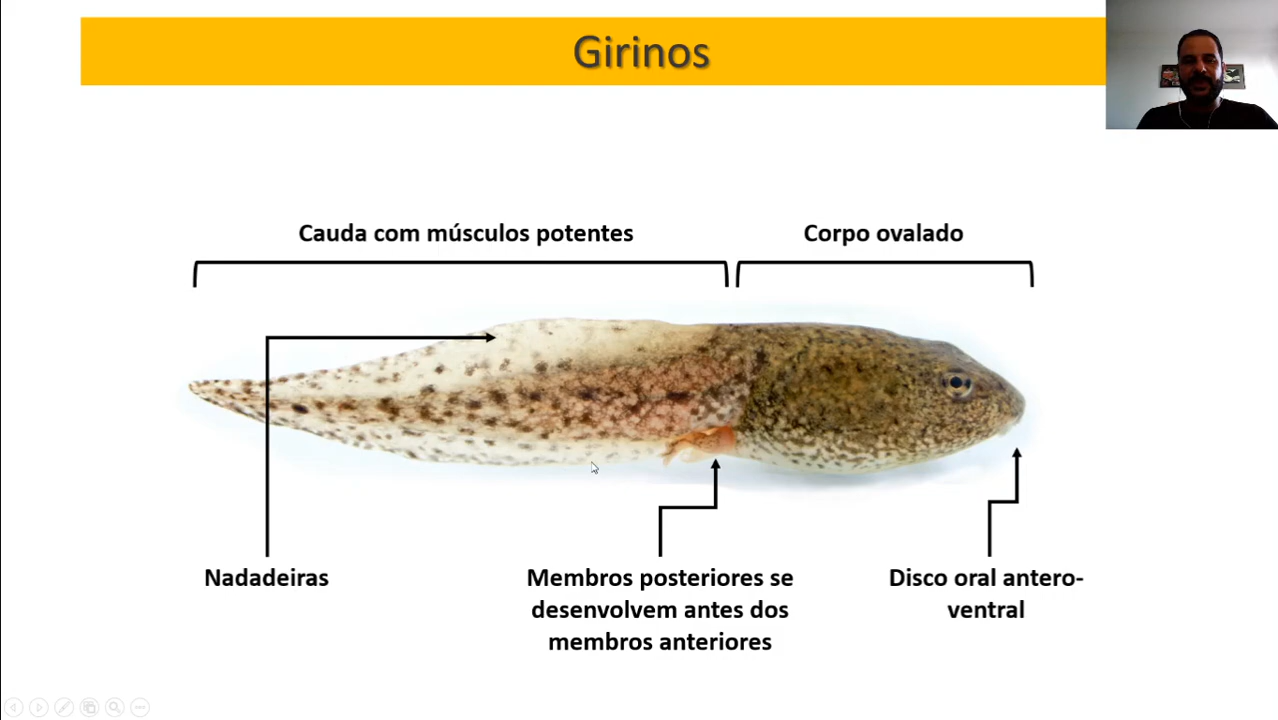 Girinos
Cauda com músculos potentes
Corpo ovalado
Nadadeiras
Membros posteriores se
desenvolvem antes dos
membros anteriores
Disco oral antero-
ventral